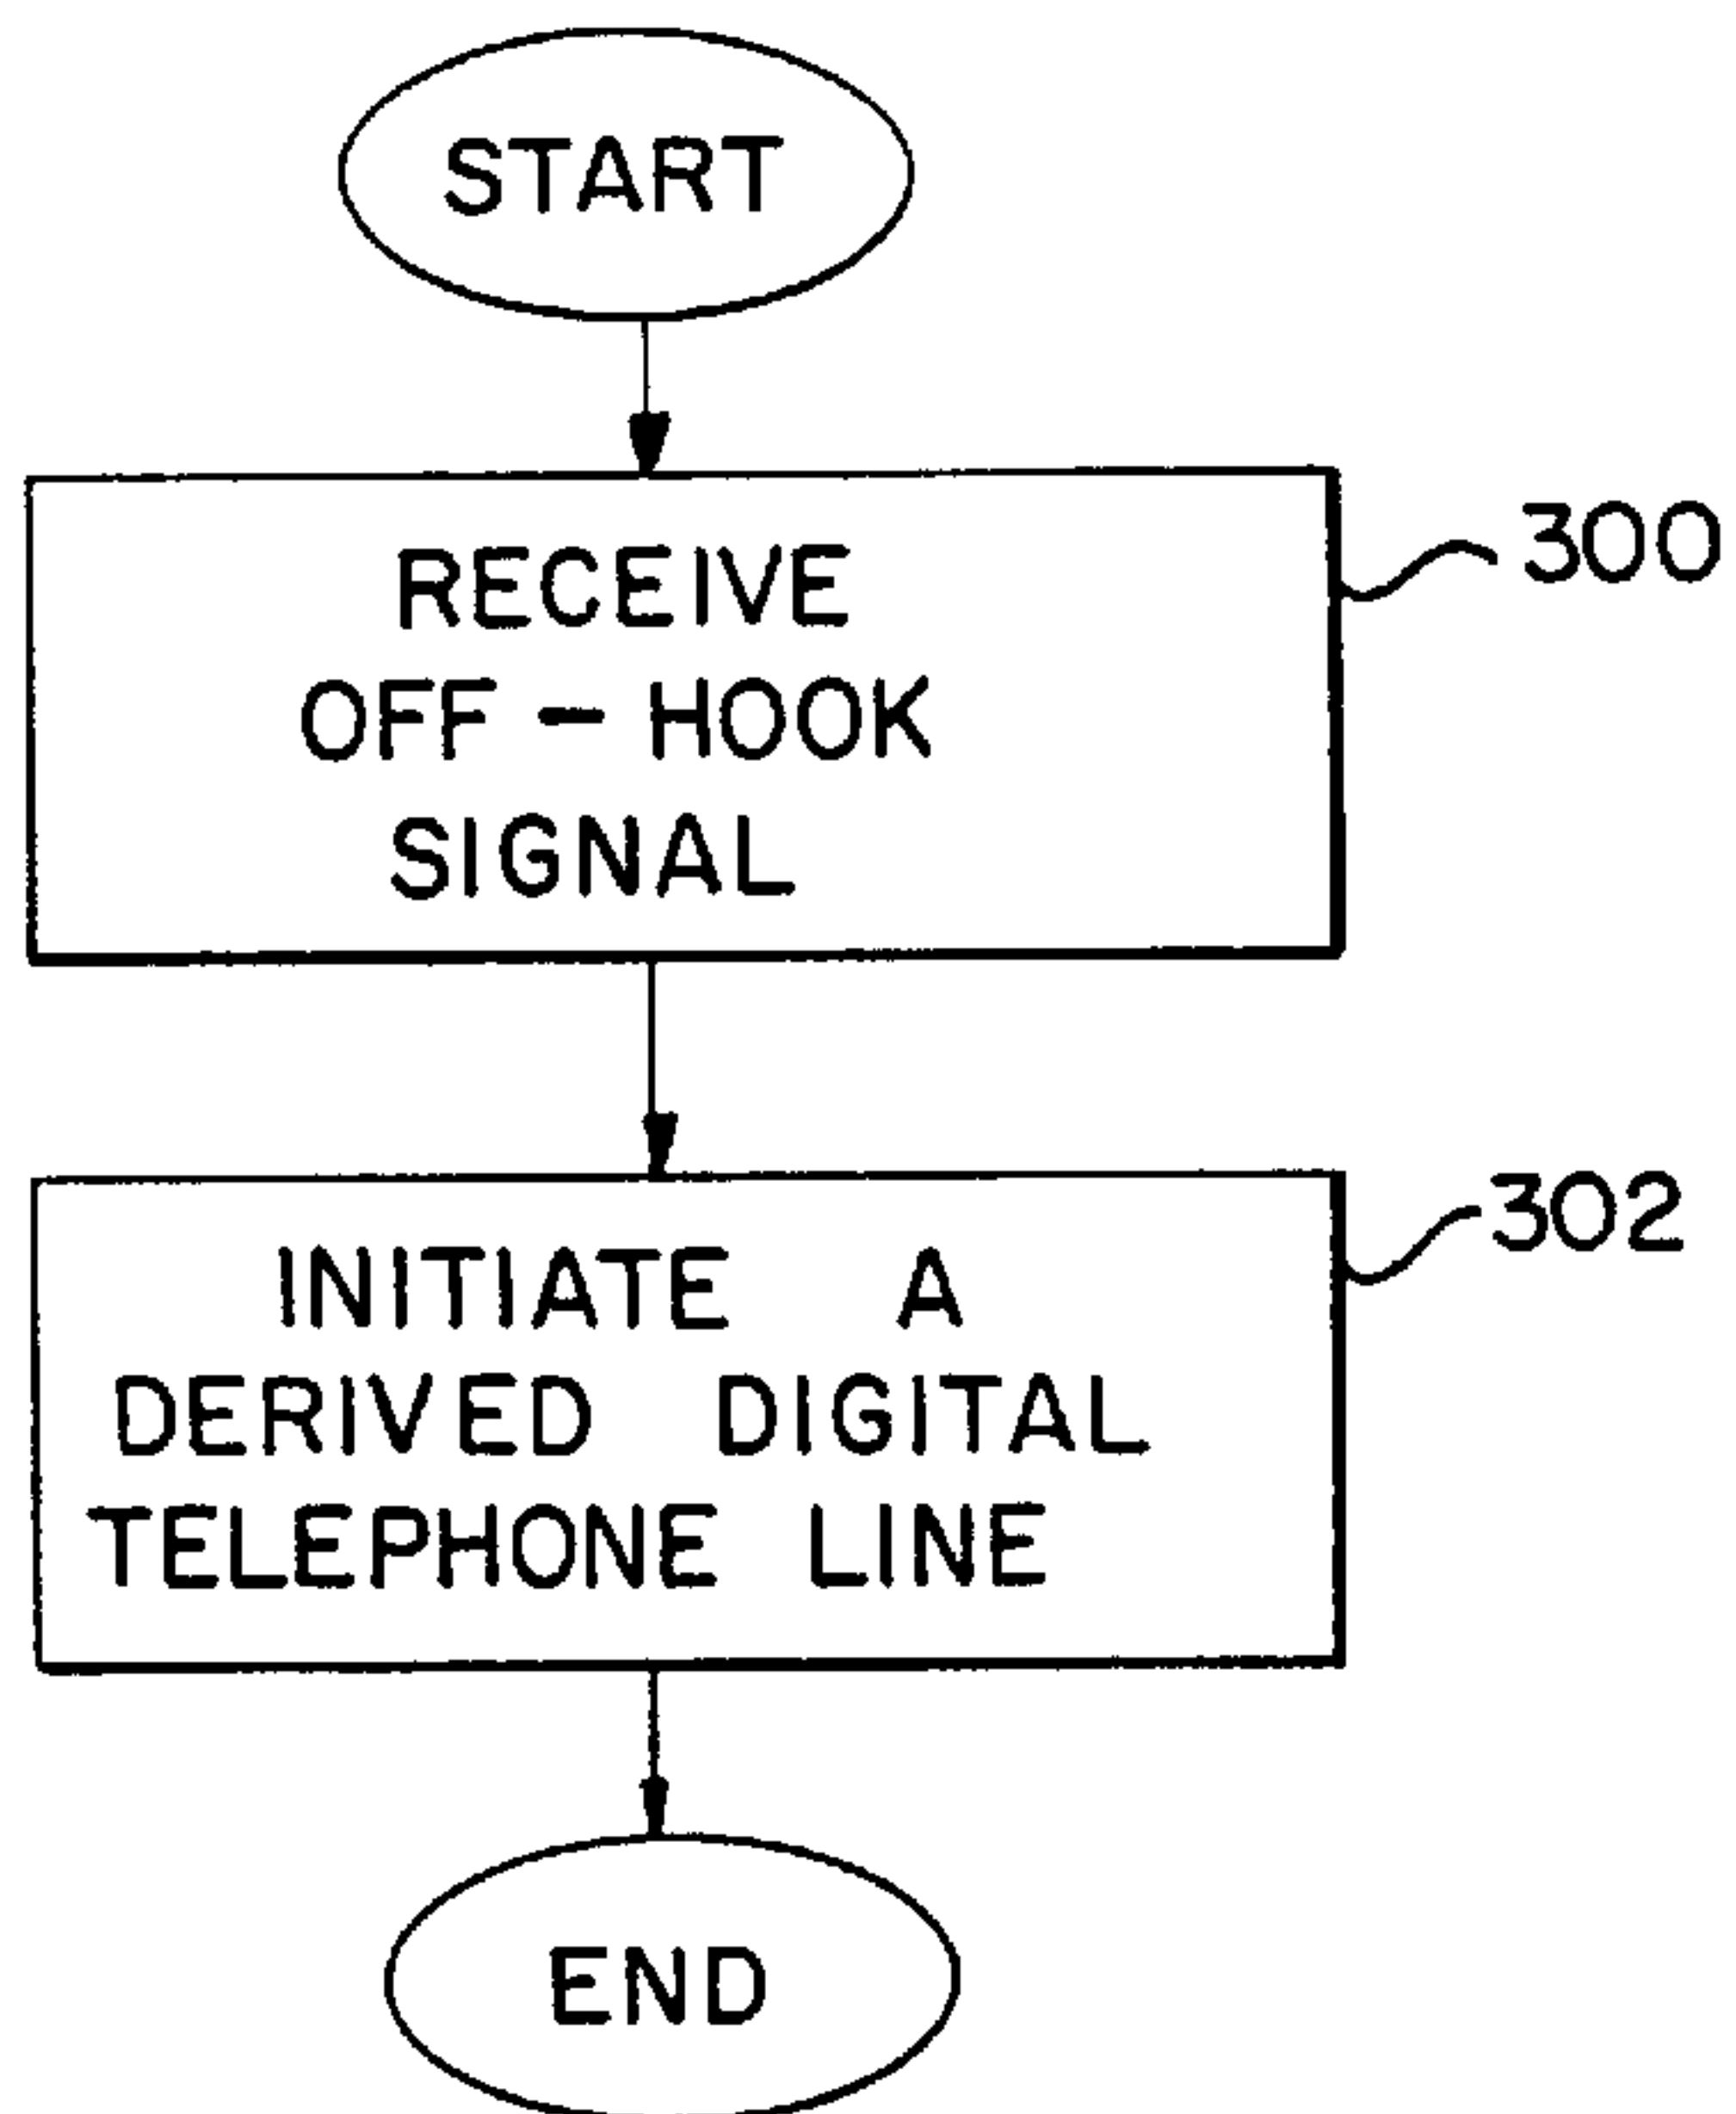 START
RECEIVE
OFF-HOOK
SIGNAL
300
INITIATE A
DERIVED DIGITAL
TELEPHONE LINE
302
END